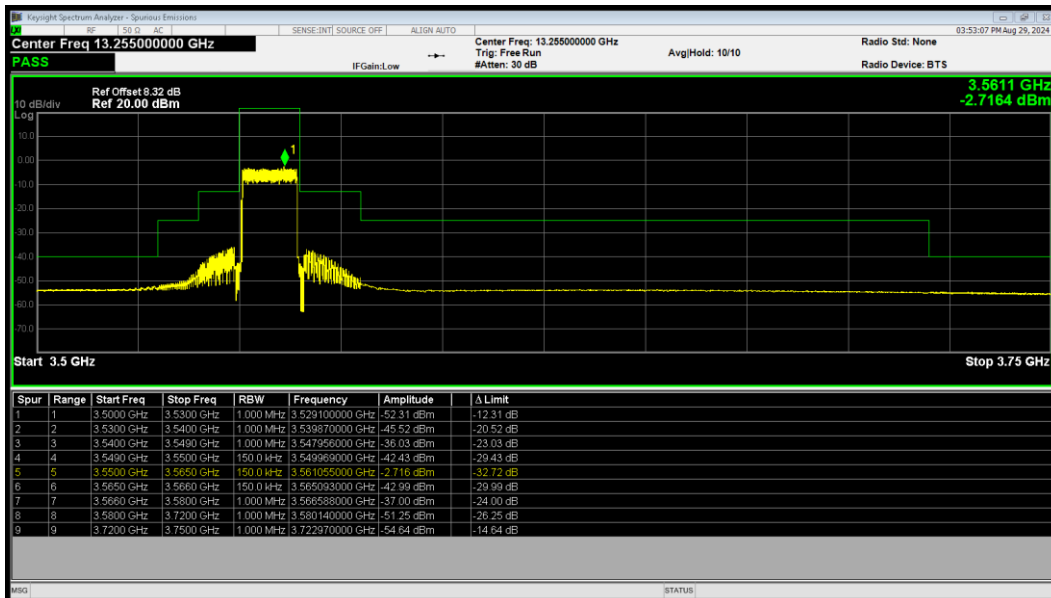 Keysight Spectrum Analyzer - Spurious Emissions
RF 50 Ω AC SENSE:INT SOURCE OFF ALIGN AUTO 03:53:07 PM Aug 29, 2024
Center Freq 13.255000000 GHz Center Freq: 13.255000000 GHz Radio Std: None
Trig: Free Run Avg|Hold: 10/10
PASS IFGain:Low #Atten: 30 dB Radio Device: BTS
3.5611 GHz
-2.7164 dBm
Ref Offset 8.32 dB
10 dB/div Ref 20.00 dBm
Log
10.0
1
0.00
-10.0
-20.0
-30.0
-40.0
-50.0
-60.0
-70.0
Start 3.5 GHz Stop 3.75 GHz
Spur Range Start Freq Stop Freq RBW Frequency Amplitude Δ Limit
1 1 3.5000 GHz 3.5300 GHz 1.000 MHz 3.529100000 GHz -52.31 dBm -12.31 dB
2 2 3.5300 GHz 3.5400 GHz 1.000 MHz 3.539870000 GHz -45.52 dBm -20.52 dB
3 3 3.5400 GHz 3.5490 GHz 1.000 MHz 3.547956000 GHz -36.03 dBm -23.03 dB
4 4 3.5490 GHz 3.5500 GHz 150.0 kHz 3.549969000 GHz -42.43 dBm -29.43 dB
5 5 3.5500 GHz 3.5650 GHz 150.0 kHz 3.561055000 GHz -2.716 dBm -32.72 dB
6 6 3.5650 GHz 3.5660 GHz 150.0 kHz 3.565093000 GHz -42.99 dBm -29.99 dB
7 7 3.5660 GHz 3.5800 GHz 1.000 MHz 3.566588000 GHz -37.00 dBm -24.00 dB
8 8 3.5800 GHz 3.7200 GHz 1.000 MHz 3.580140000 GHz -51.25 dBm -26.25 dB
9 9 3.7200 GHz 3.7500 GHz 1.000 MHz 3.722970000 GHz -54.64 dBm -14.64 dB
MSG STATUS